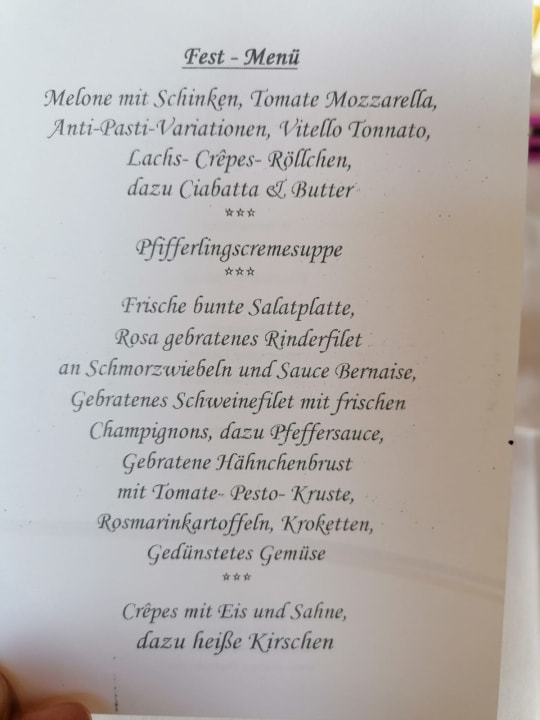 Fest - Menü
Melone mit Schinken, Tomate Mozzarella,
Anti-Pasti-Variationen, Vitello Tonnato,
Lachs- Crêpes- Röllchen,
dazu Ciabatta & Butter
***
Pfifferlingscremesuppe
***
Frische bunte Salatplatte,
Rosa gebratenes Rinderfilet
an Schmorzwiebeln und Sauce Bernaise,
Gebratenes Schweinefilet mit frischen
Champignons, dazu Pfeffersauce,
Gebratene Hähnchenbrust
mit Tomate- Pesto- Kruste,
Rosmarinkartoffeln, Kroketten,
Gedünstetes Gemüse
***
Crêpes mit Eis und Sahne,
dazu heiße Kirschen